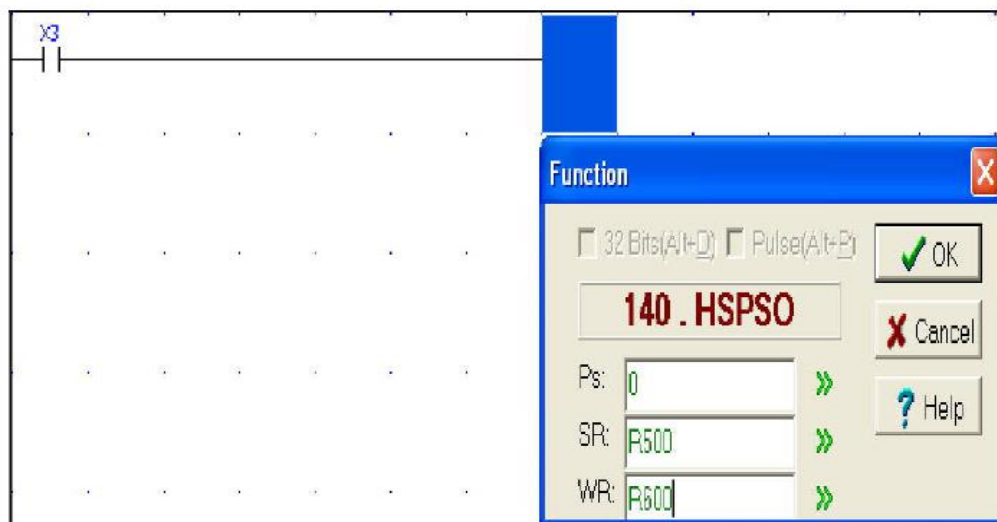 X3
Function
32 Bits(Alt+D) Pulse(Alt+P)
OK
140 . HSPSO
Cancel
Ps: 0
Help
SR: R500
WR: R600